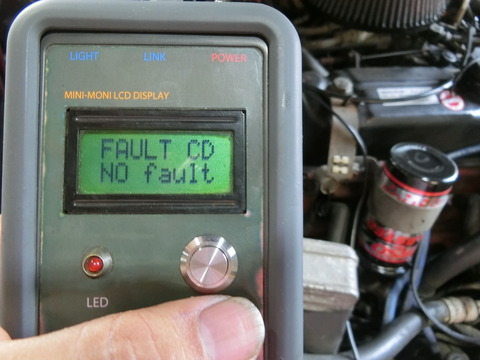 LIGHT LINK POWER
MINI-MONI LCD DISPLAY
FAULT CD
NO fault
LED